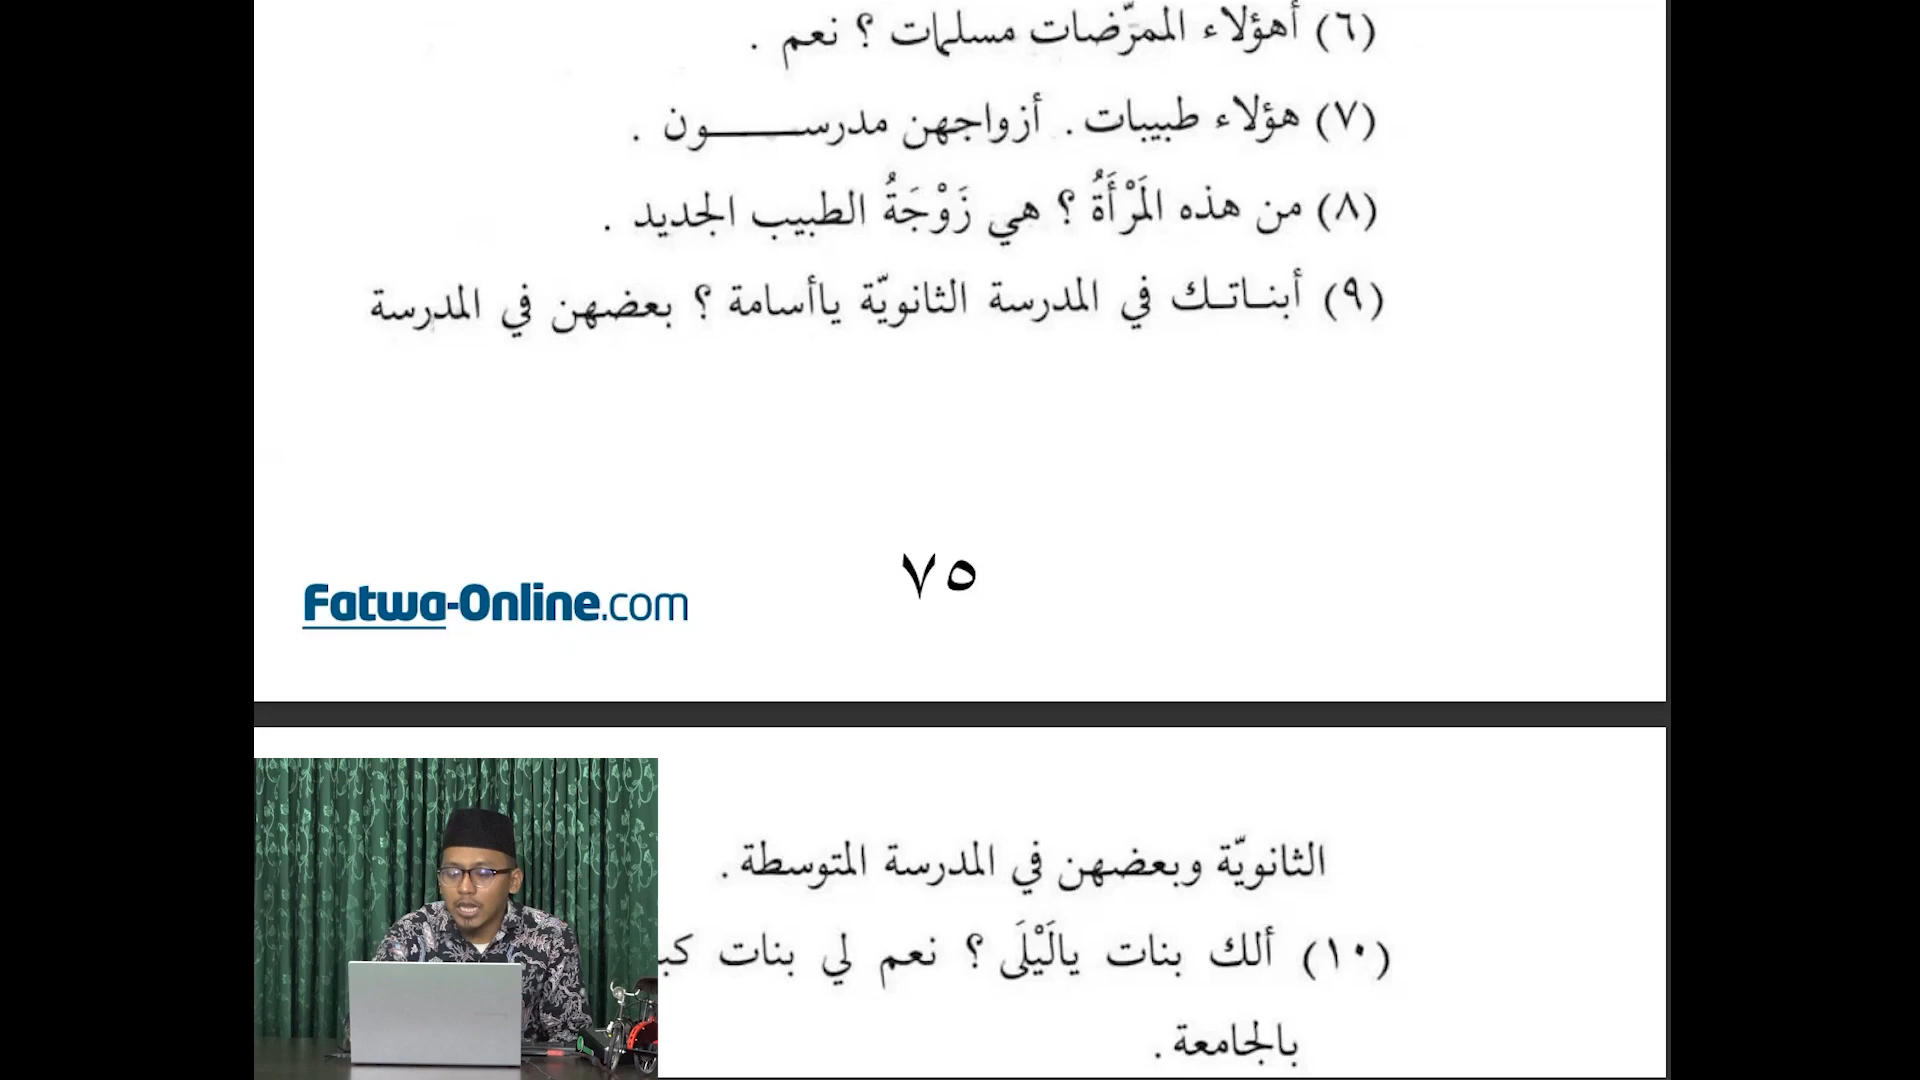 (٦) أهؤلاء الممرّضات مسلمات ؟ نعم .
(٧) هؤلاء طبيبات . أزواجهن مدرســـــون .
(٨) من هذه المَرْأَةُ ؟ هي زَوْجَةُ الطبيب الجديد .
(٩) أبنـاتـك في المدرسة الثانويّة ياأسامة ؟ بعضهن في المدرسة
٧٥
Fatwa-Online.com
الثانويّة وبعضهن في المدرسة المتوسطة .
(١٠) ألك بنات يالَيْلَى ؟ نعم لي بنات
بالجامعة .